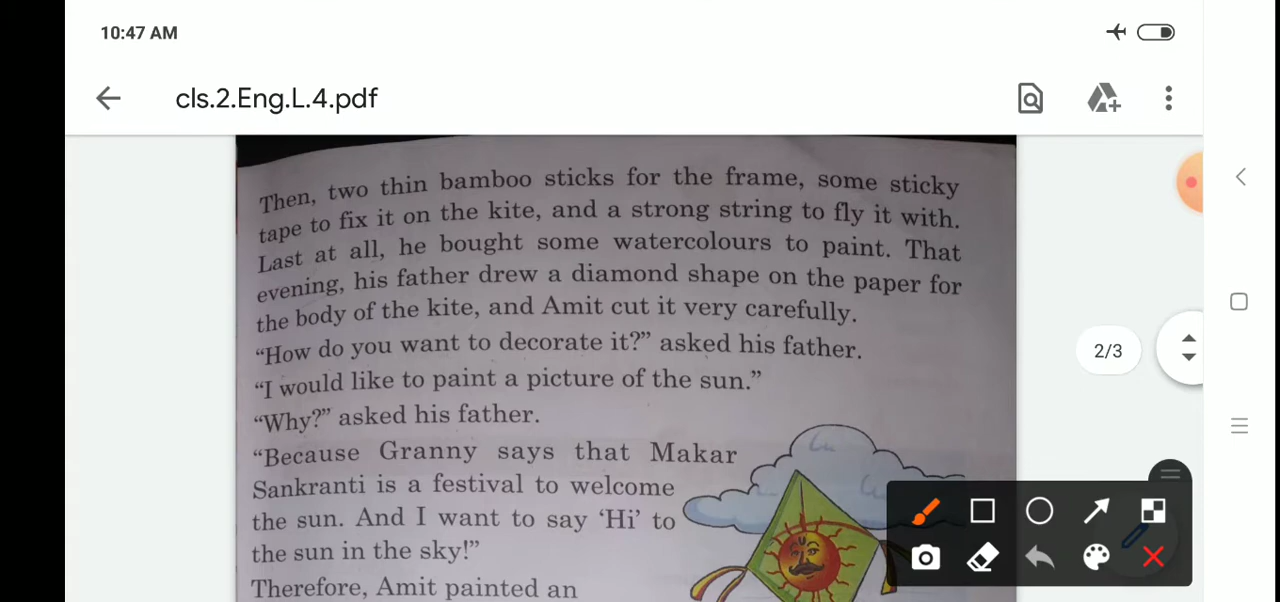 10:47 AM
cls.2.Eng.L.4.pdf
Then, two thin bamboo sticks for the frame, some sticky
tape to fix it on the kite, and a strong string to fly it with.
Last at all, he bought some watercolours to paint. That
evening, his father drew a diamond shape on the paper for
the body of the kite, and Amit cut it very carefully.
“How do you want to decorate it?” asked his father.
“I would like to paint a picture of the sun.”
“Why?” asked his father.
“Because Granny says that Makar
Sankranti is a festival to welcome
the sun. And I want to say ‘Hi’ to
the sun in the sky!”
Therefore, Amit painted an
2/3